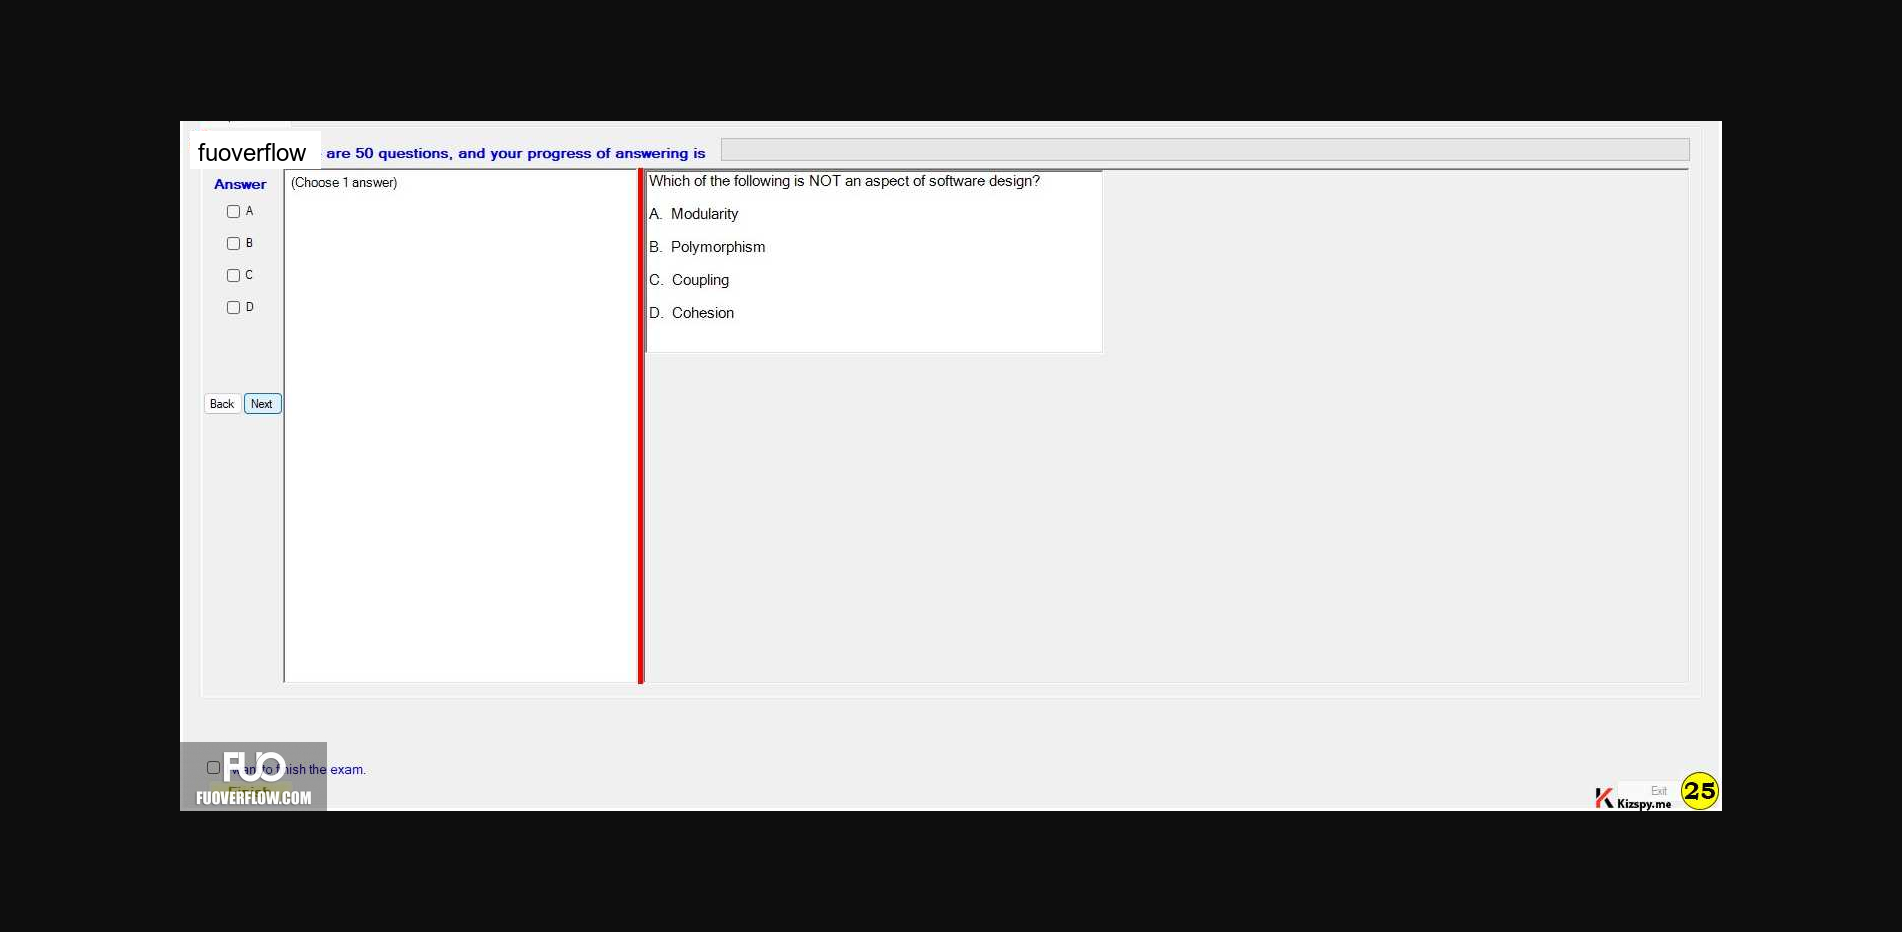 fuoverflow are 50 questions, and your progress of answering is
Answer
(Choose 1 answer)
A
B
C
D
Back Next
Which of the following is NOT an aspect of software design?
A. Modularity
B. Polymorphism
C. Coupling
D. Cohesion
FUO
want to finish the exam.
Finish
FUOVERFLOW.COM
Exit
Kizspy.me
25